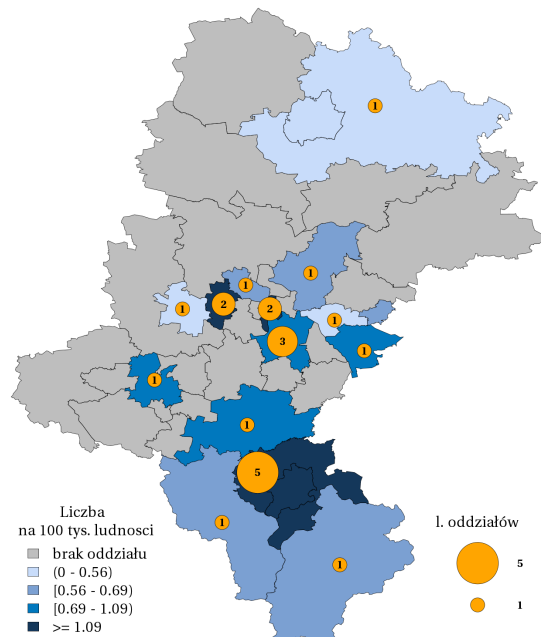 1
1
1
2
2
1
1
3
1
1
1
5
1
1
Liczba
na 100 tys. ludnosci
brak oddziału
(0 - 0.56)
[0.56 - 0.69)
[0.69 - 1.09)
>= 1.09
l. oddziałów
5
1